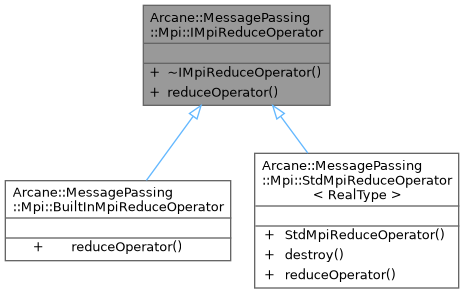 Arcane::MessagePassing
::Mpi::IMpiReduceOperator
+ ~IMpiReduceOperator()
+ reduceOperator()
Arcane::MessagePassing
::Mpi::BuiltInMpiReduceOperator
+ reduceOperator()
Arcane::MessagePassing
::Mpi::StdMpiReduceOperator
< RealType >
+ StdMpiReduceOperator()
+ destroy()
+ reduceOperator()